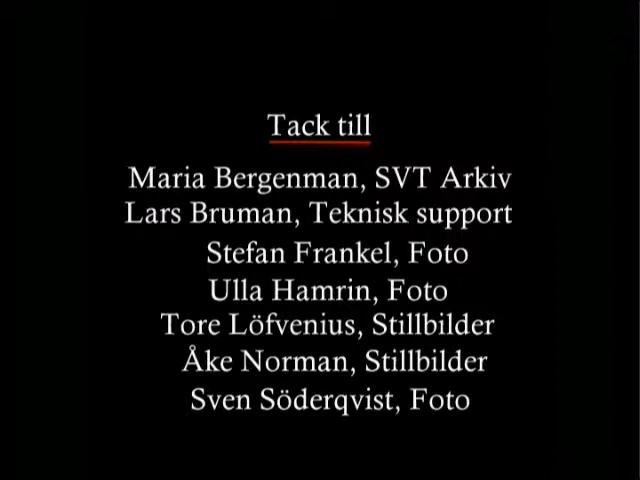 Tack till
Maria Bergenman, SVT Arkiv
Lars Bruman, Teknisk support
Stefan Frankel, Foto
Ulla Hamrin, Foto
Tore Löfvenius, Stillbilder
Åke Norman, Stillbilder
Sven Söderqvist, Foto